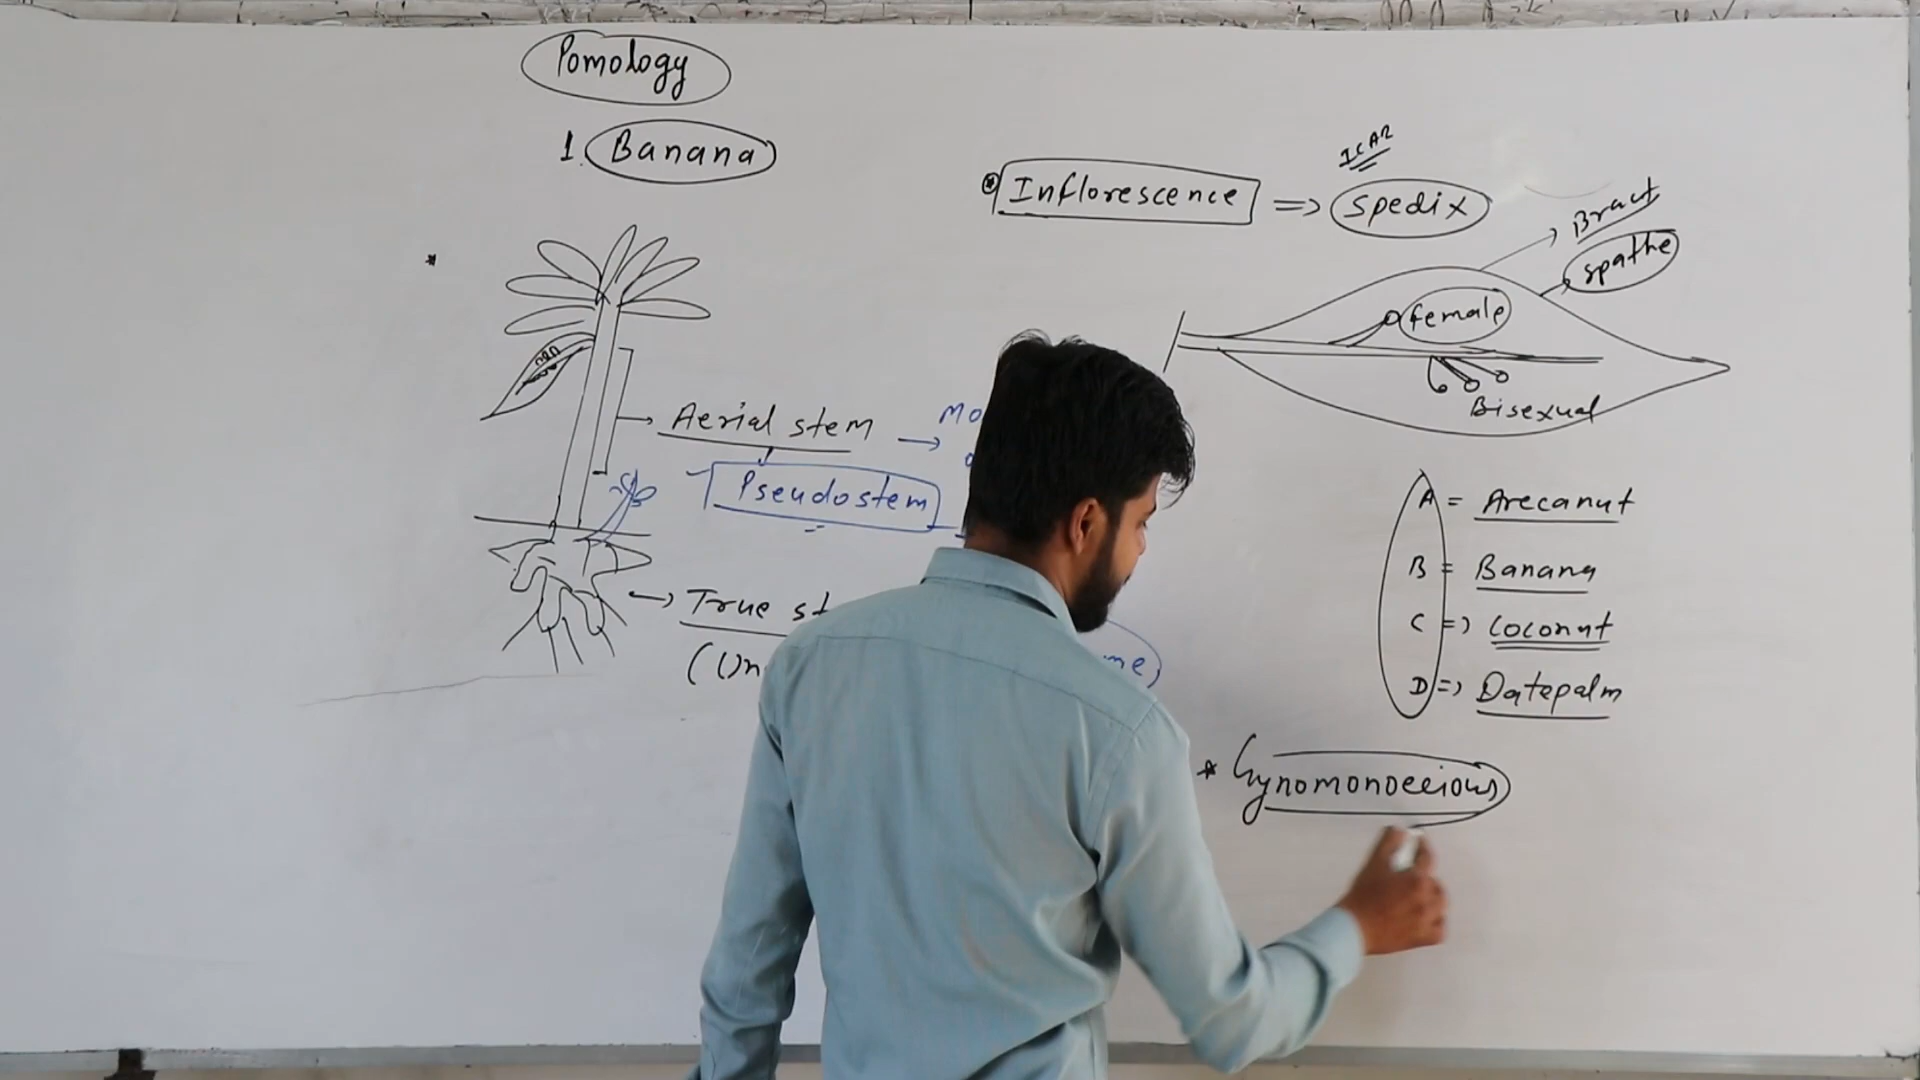 Pomology
1. Banana
* Inflorescence => spedix
ICAR
Bract
spathe
female
Bisexual
*
Aerial stem →
Pseudostem
→ True st
A = Arecanut
B = Banana
C => Coconut
D => Datepalm
* Gynomonoecious